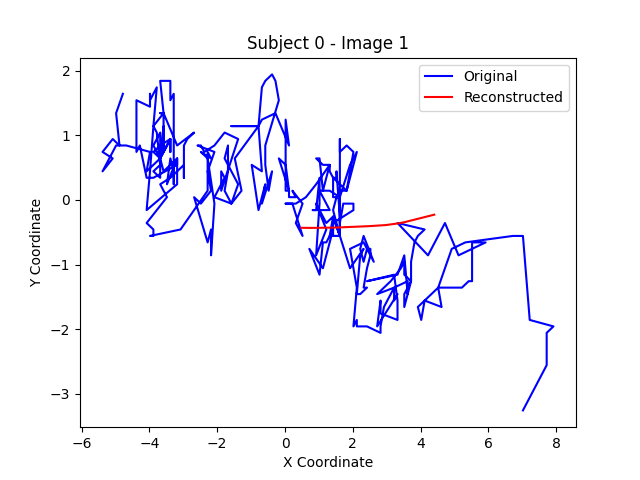 Subject 0 - Image 1
Original
Reconstructed
Y Coordinate
2
1
0
−1
−2
−3
−6 −4 −2 0 2 4 6 8
X Coordinate